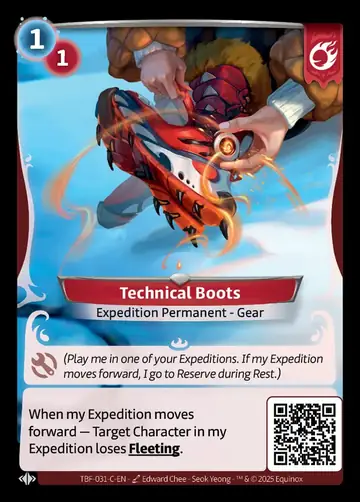 1
1
Technical Boots
Expedition Permanent - Gear
(Play me in one of your Expeditions. If my Expedition
moves forward, I go to Reserve during Rest.)
When my Expedition moves
forward — Target Character in my
Expedition loses Fleeting.
TBF-031-C-EN - Edward Chee - Seok Yeong - ™ & © 2025 Equinox